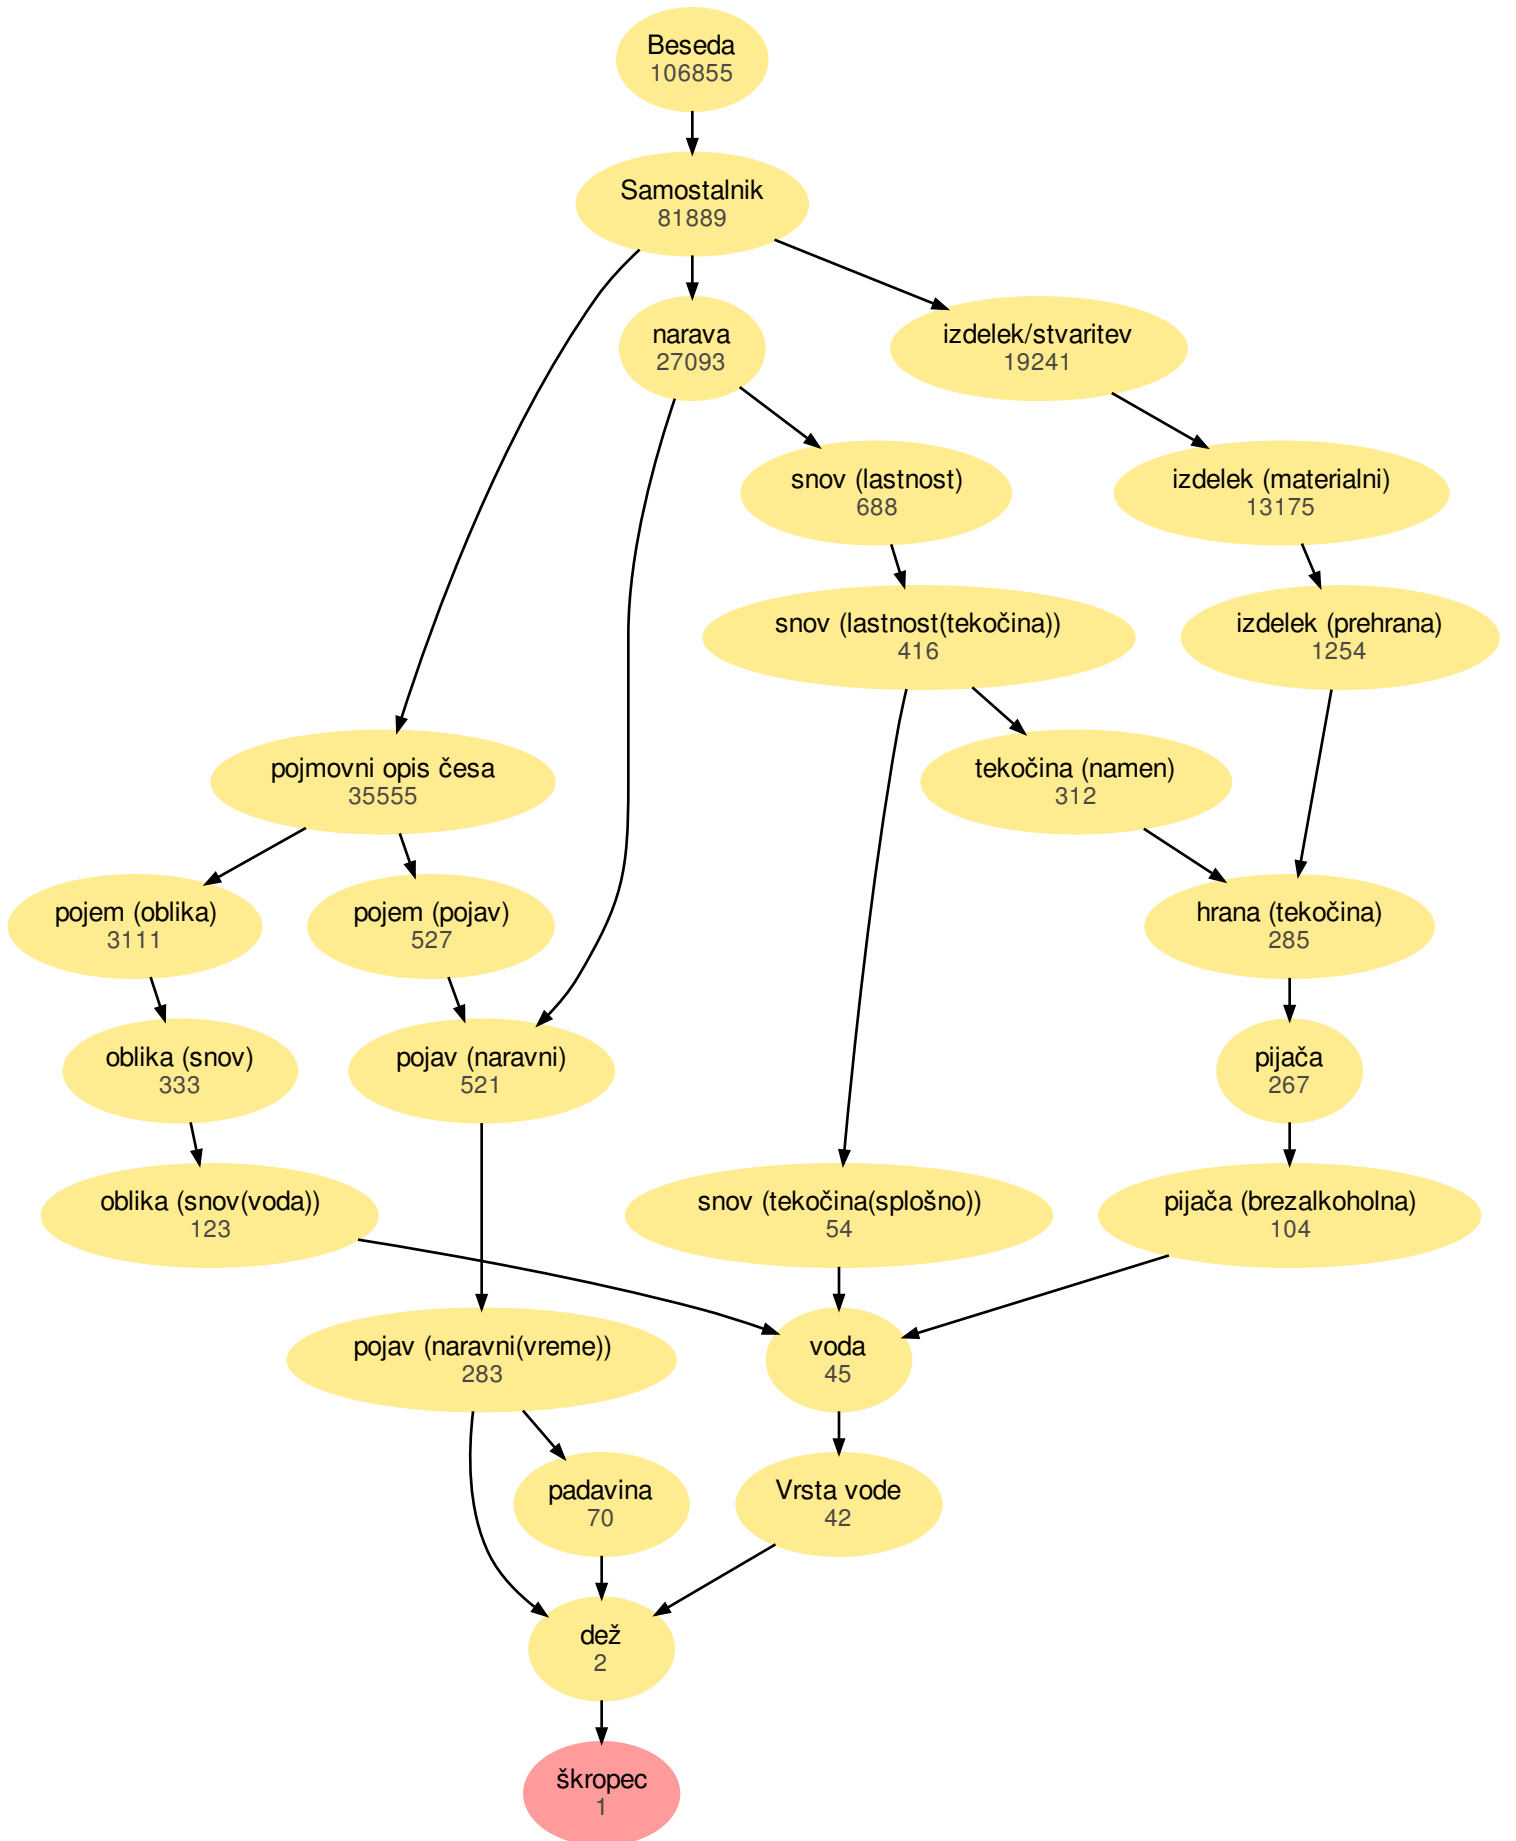 Beseda
106855
Samostalnik
81889
narava
27093
izdelek/stvaritev
19241
snov (lastnost)
688
izdelek (materialni)
13175
snov (lastnost(tekočina))
416
izdelek (prehrana)
1254
pojmovni opis česa
35555
tekočina (namen)
312
pojem (oblika)
3111
pojem (pojav)
527
hrana (tekočina)
285
oblika (snov)
333
pojav (naravni)
521
pijača
267
oblika (snov(voda))
123
snov (tekočina(splošno))
54
pijača (brezalkoholna)
104
pojav (naravni(vreme))
283
voda
45
padavina
70
Vrsta vode
42
dež
2
škropec
1